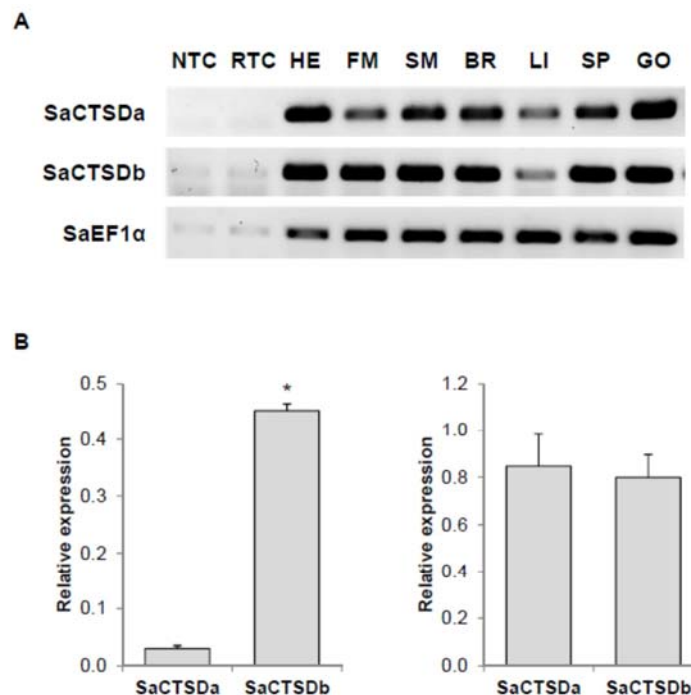 A
NTC RTC HE FM SM BR LI SP GO
SaCTSDa
SaCTSDb
SaEF1α
B
Relative expression
0.5
0.4
0.3
0.2
0.1
0.0
*
SaCTSDa SaCTSDb
Relative expression
1.2
1.0
0.8
0.6
0.4
0.2
0.0
SaCTSDa SaCTSDb